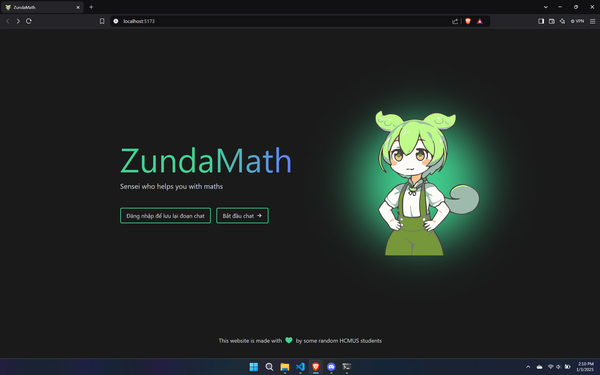 ZundaMath
localhost:5173
VPN
ZundaMath
Sensei who helps you with maths
Đăng nhập để lưu lại đoạn chat
Bắt đầu chat →
This website is made with 💚 by some random HCMUS students
2:10 PM
1/3/2025